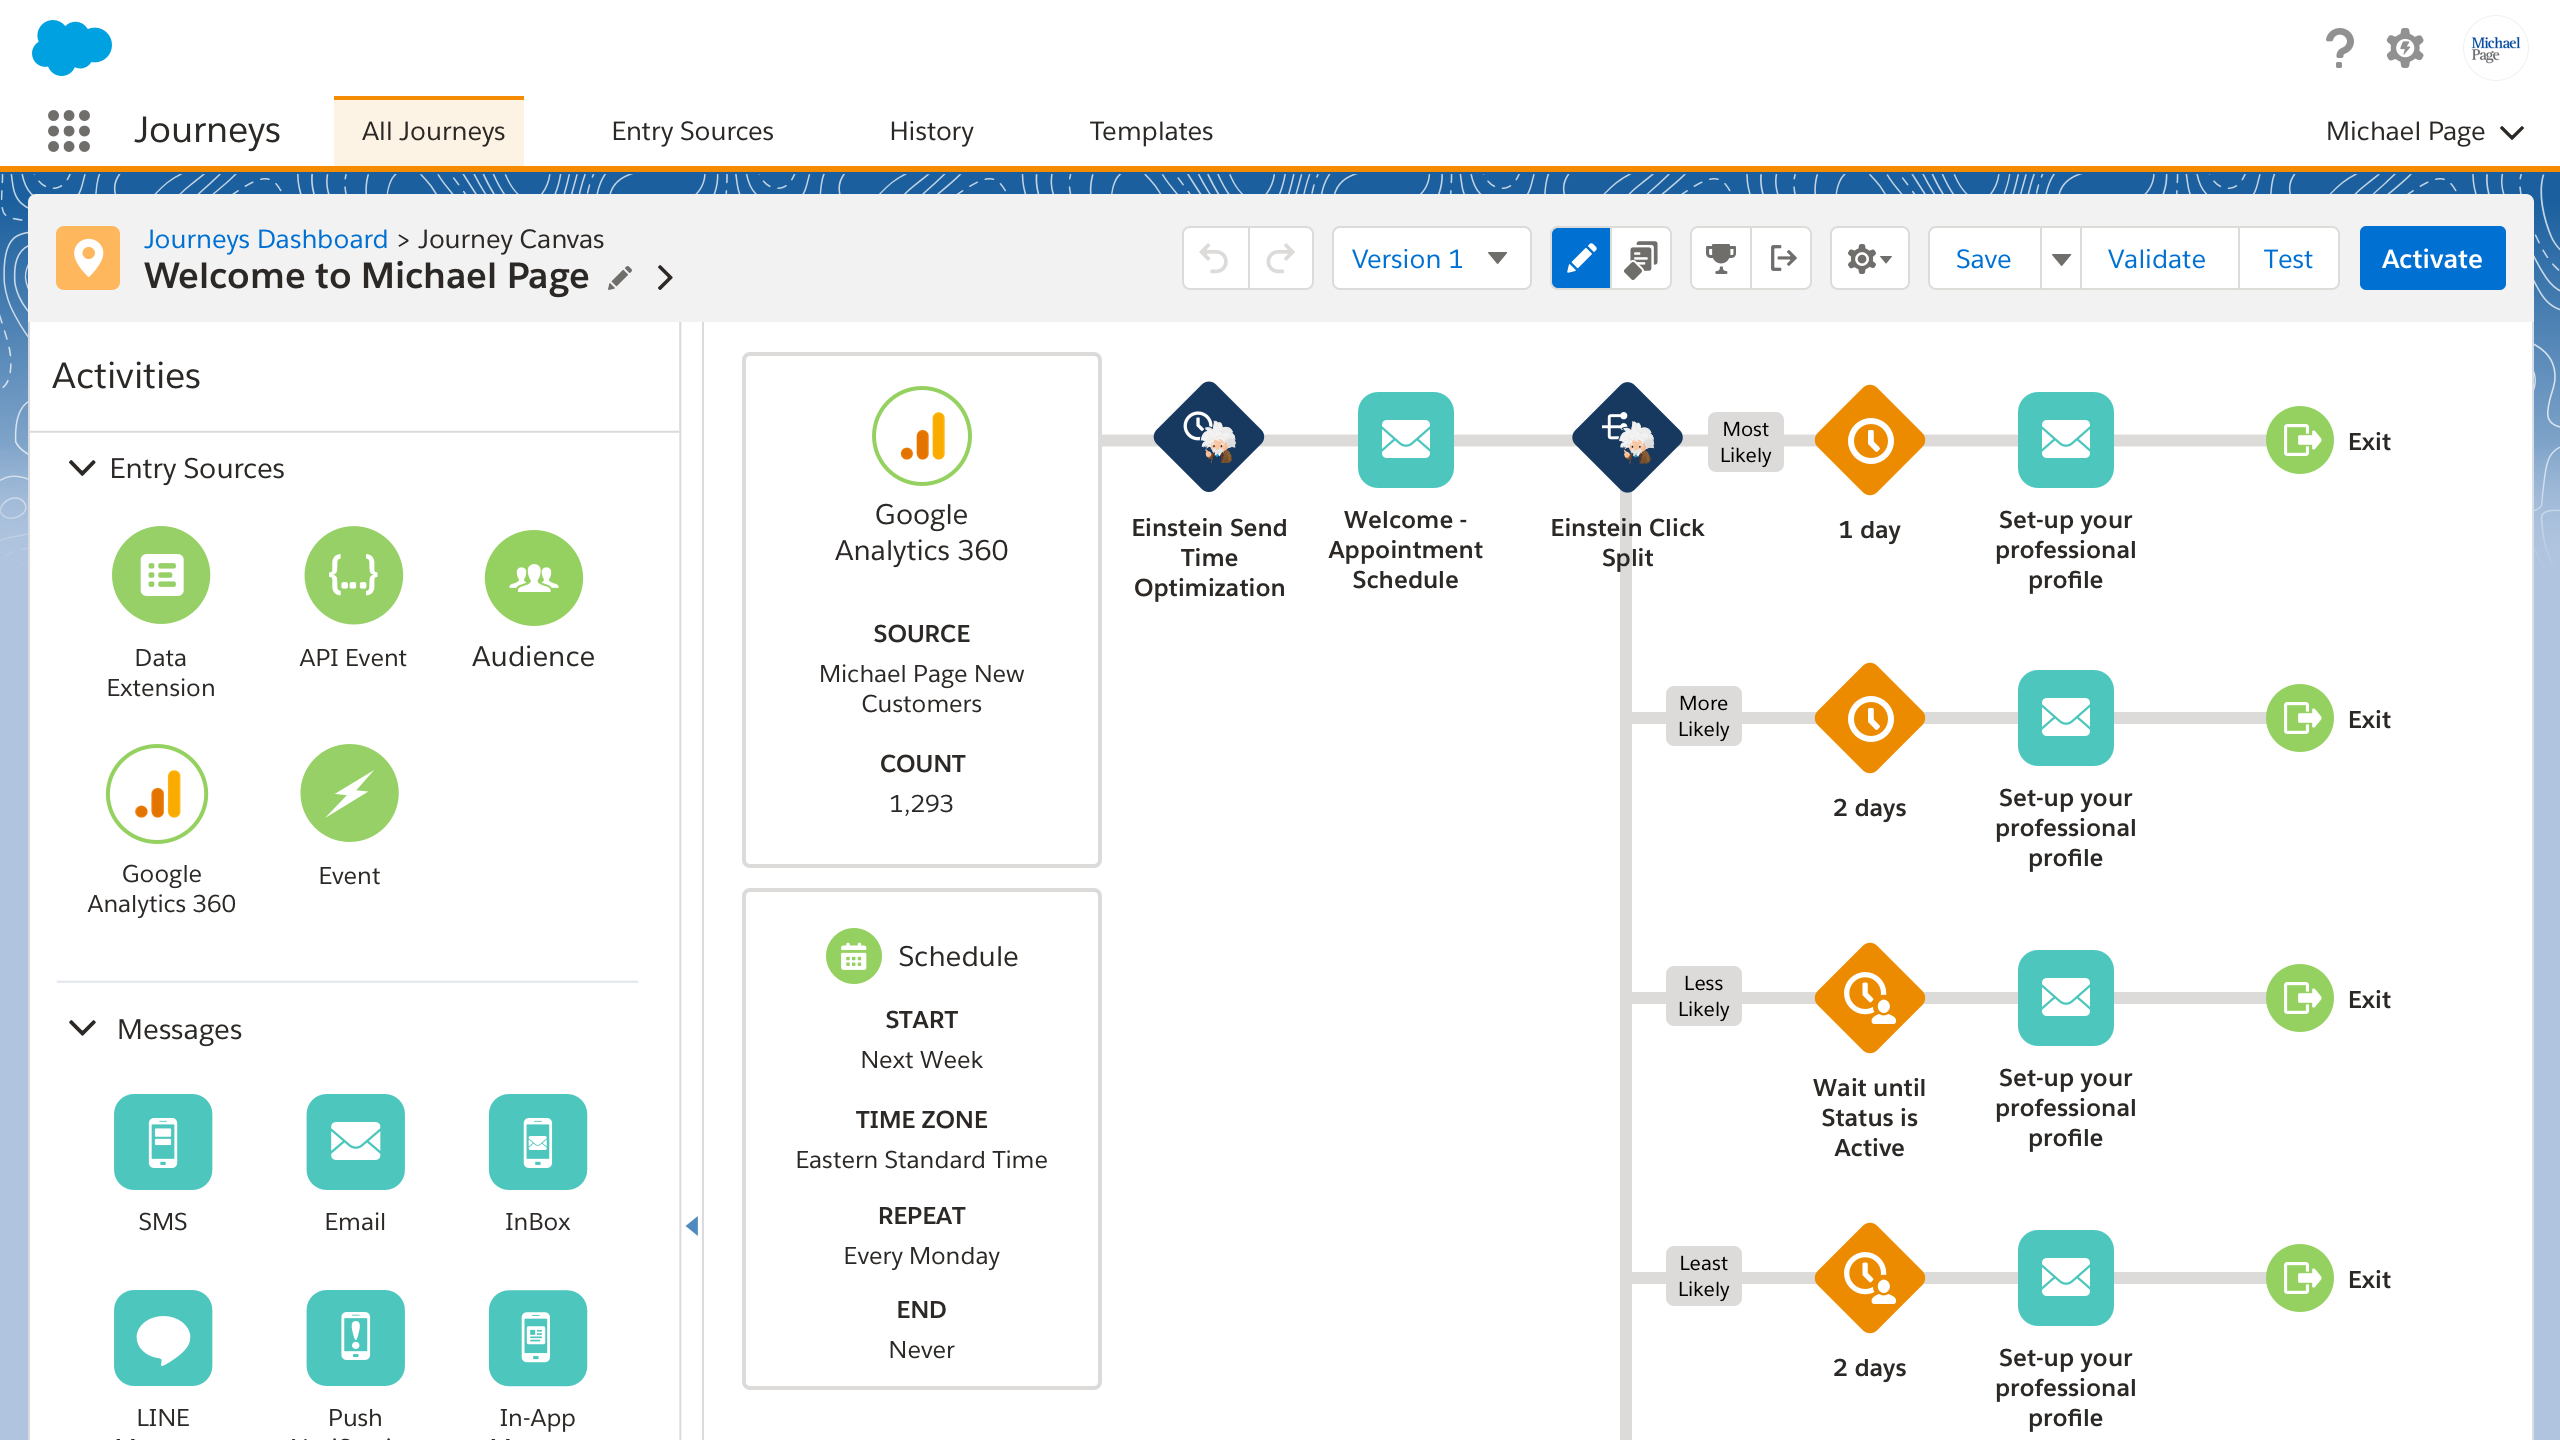 Michael
Page
Journeys
All Journeys
Entry Sources
History
Templates
Michael Page
Journeys Dashboard > Journey Canvas
Welcome to Michael Page
Version 1
Save
Validate
Test
Activate
Activities
Entry Sources
Data
Extension
{...}
API Event
Audience
Google
Analytics 360
Event
Messages
SMS
Email
InBox
LINE
Push
In-App
Google
Analytics 360
SOURCE
Michael Page New
Customers
COUNT
1,293
Schedule
START
Next Week
TIME ZONE
Eastern Standard Time
REPEAT
Every Monday
END
Never
Einstein Send
Time
Optimization
Welcome -
Appointment
Schedule
Einstein Click
Split
Most
Likely
1 day
Set-up your
professional
profile
Exit
More
Likely
2 days
Set-up your
professional
profile
Exit
Less
Likely
Wait until
Status is
Active
Set-up your
professional
profile
Exit
Least
Likely
2 days
Set-up your
professional
profile
Exit